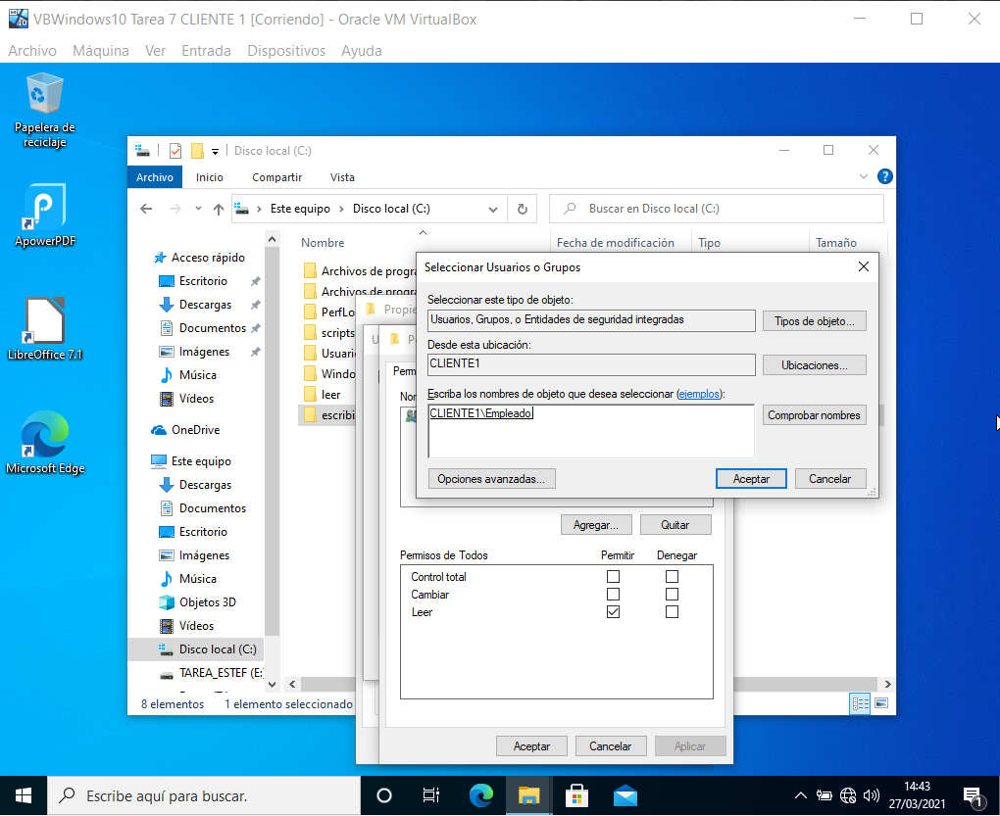 VBWindows10 Tarea 7 CLIENTE 1 [Corriendo] - Oracle VM VirtualBox
Archivo Máquina Ver Entrada Dispositivos Ayuda
Papelera de reciclaje
ApowerPDF
LibreOffice 7.1
Microsoft Edge
Disco local (C:)
Archivo Inicio Compartir Vista
Este equipo > Disco local (C:)
Buscar en Disco local (C:)
Acceso rápido
Escritorio
Descargas
Documentos
Imágenes
Música
Vídeos
OneDrive
Este equipo
Descargas
Documentos
Escritorio
Imágenes
Música
Objetos 3D
Vídeos
Disco local (C:)
TAREA_ESTEF (E:
Nombre Fecha de modificación Tipo Tamaño
Archivos de progra
Archivos de progra
PerfLo
scripts
Usuari
Windo
leer
escribi
8 elementos 1 elemento seleccionado
Propie
Seleccionar Usuarios o Grupos
Seleccionar este tipo de objeto:
Usuarios, Grupos, o Entidades de seguridad integradas
Tipos de objeto...
Desde esta ubicación:
CLIENTE1
Ubicaciones...
Escriba los nombres de objeto que desea seleccionar (ejemplos):
CLIENTE1\Empleado
Comprobar nombres
Opciones avanzadas...
Aceptar Cancelar
Perm
Nor
Agregar... Quitar
Permisos de Todos Permitir Denegar
Control total
Cambiar
Leer
Aceptar Cancelar Aplicar
Escribe aquí para buscar.
14:43
27/03/2021
1